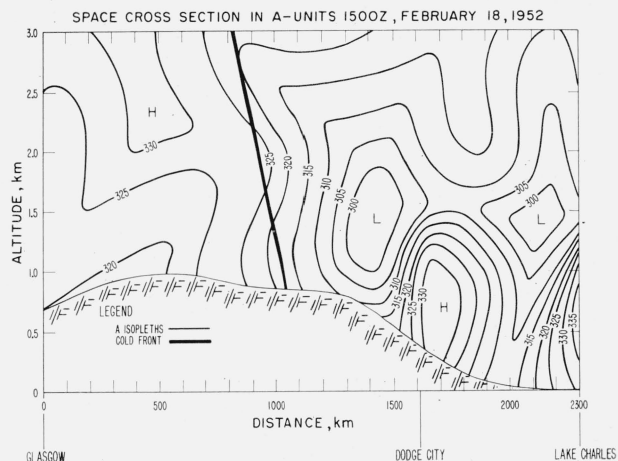 SPACE CROSS SECTION IN A-UNITS 1500Z, FEBRUARY 18, 1952
3.0
2.5
2.0
1.5
1.0
0.5
0
ALTITUDE, km
H
330
325
320
325
320
315
310
305
300
L
305
300
L
310
315
320
325
330
H
315
320
325
330
335
LEGEND
A ISOPLETHS
COLD FRONT
0
500
1000
1500
2000
2300
DISTANCE, km
GLASGOW
DODGE CITY
LAKE CHARLES